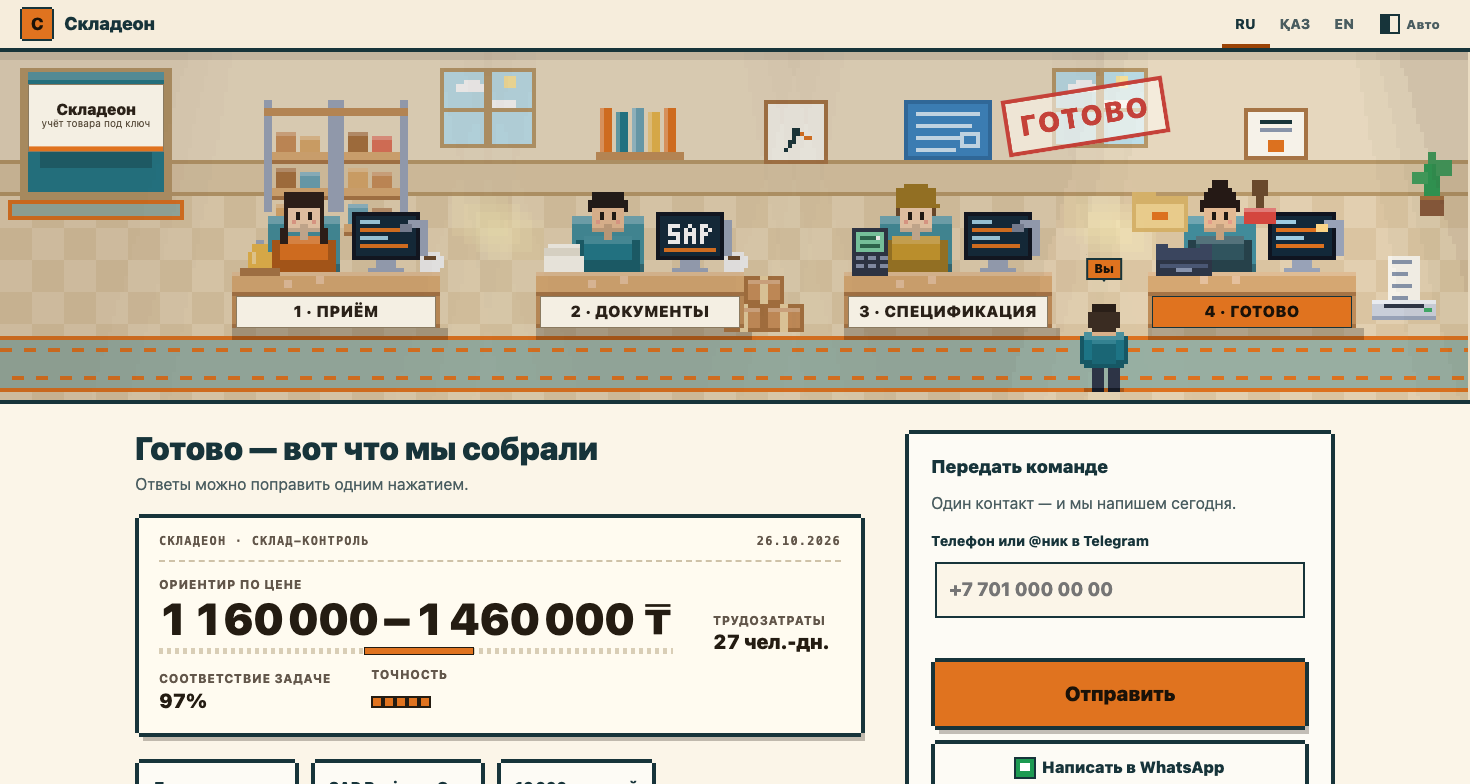 С Складеон
RU ҚАЗ EN Авто
Складеон
учёт товара под ключ
ГОТОВО
SAP
Вы
1 · ПРИЁМ
2 · ДОКУМЕНТЫ
3 · СПЕЦИФИКАЦИЯ
4 · ГОТОВО
Готово — вот что мы собрали
Ответы можно поправить одним нажатием.
СКЛАДЕОН · СКЛАД-КОНТРОЛЬ 26.10.2026
ОРИЕНТИР ПО ЦЕНЕ
1 160 000 – 1 460 000 ₸
ТРУДОЗАТРАТЫ
27 чел.-дн.
СООТВЕТСТВИЕ ЗАДАЧЕ
97%
ТОЧНОСТЬ
Передать команде
Один контакт — и мы напишем сегодня.
Телефон или @ник в Telegram
+7 701 000 00 00
Отправить
Написать в WhatsApp